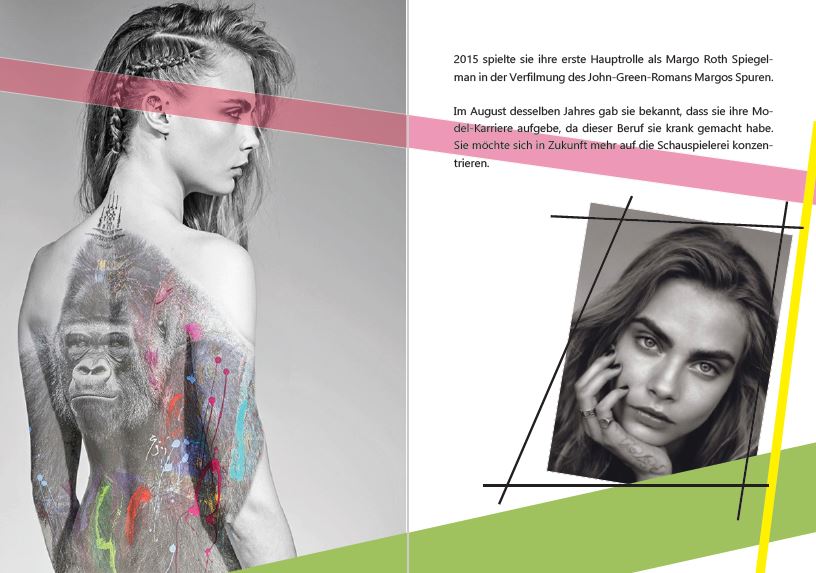 2015 spielte sie ihre erste Hauptrolle als Margo Roth Spiegel-
man in der Verfilmung des John-Green-Romans Margos Spuren.
Im August desselben Jahres gab sie bekannt, dass sie ihre Mo-
del-Karriere aufgebe, da dieser Beruf sie krank gemacht habe.
Sie möchte sich in Zukunft mehr auf die Schauspielerei konzen-
trieren.